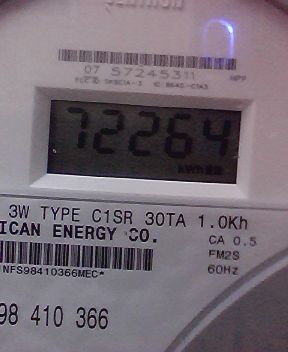 07 57245311 NPP
72264
kWh
3W TYPE C1SR 30TA 1.0Kh
ICAN ENERGY CO.
CA 0.5
FM2S
NFS98410366MEC*
60Hz
98 410 366